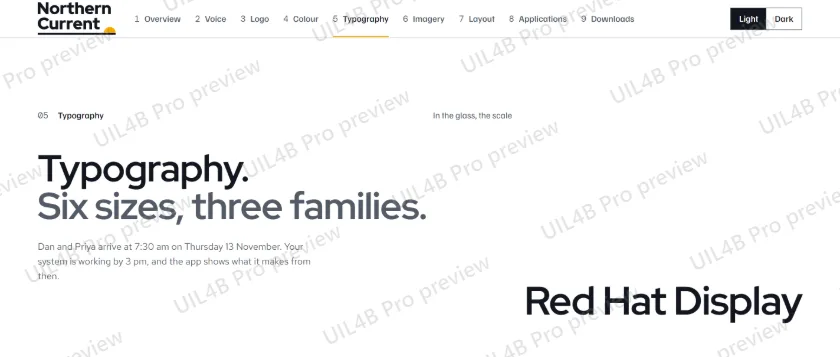 Northern
Current
1 Overview
2 Voice
3 Logo
4 Colour
5 Typography
6 Imagery
7 Layout
8 Applications
9 Downloads
Light
Dark
05 Typography
In the glass, the scale
Typography.
Six sizes, three families.
Dan and Priya arrive at 7:30 am on Thursday 13 November. Your
system is working by 3 pm, and the app shows what it makes from
then.
Red Hat Display
UIL4B Pro preview